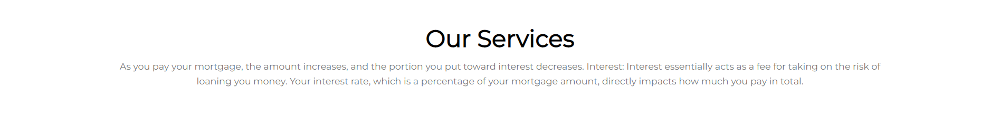 Our Services
As you pay your mortgage, the amount increases, and the portion you put toward interest decreases. Interest: Interest essentially acts as a fee for taking on the risk of
loaning you money. Your interest rate, which is a percentage of your mortgage amount, directly impacts how much you pay in total.